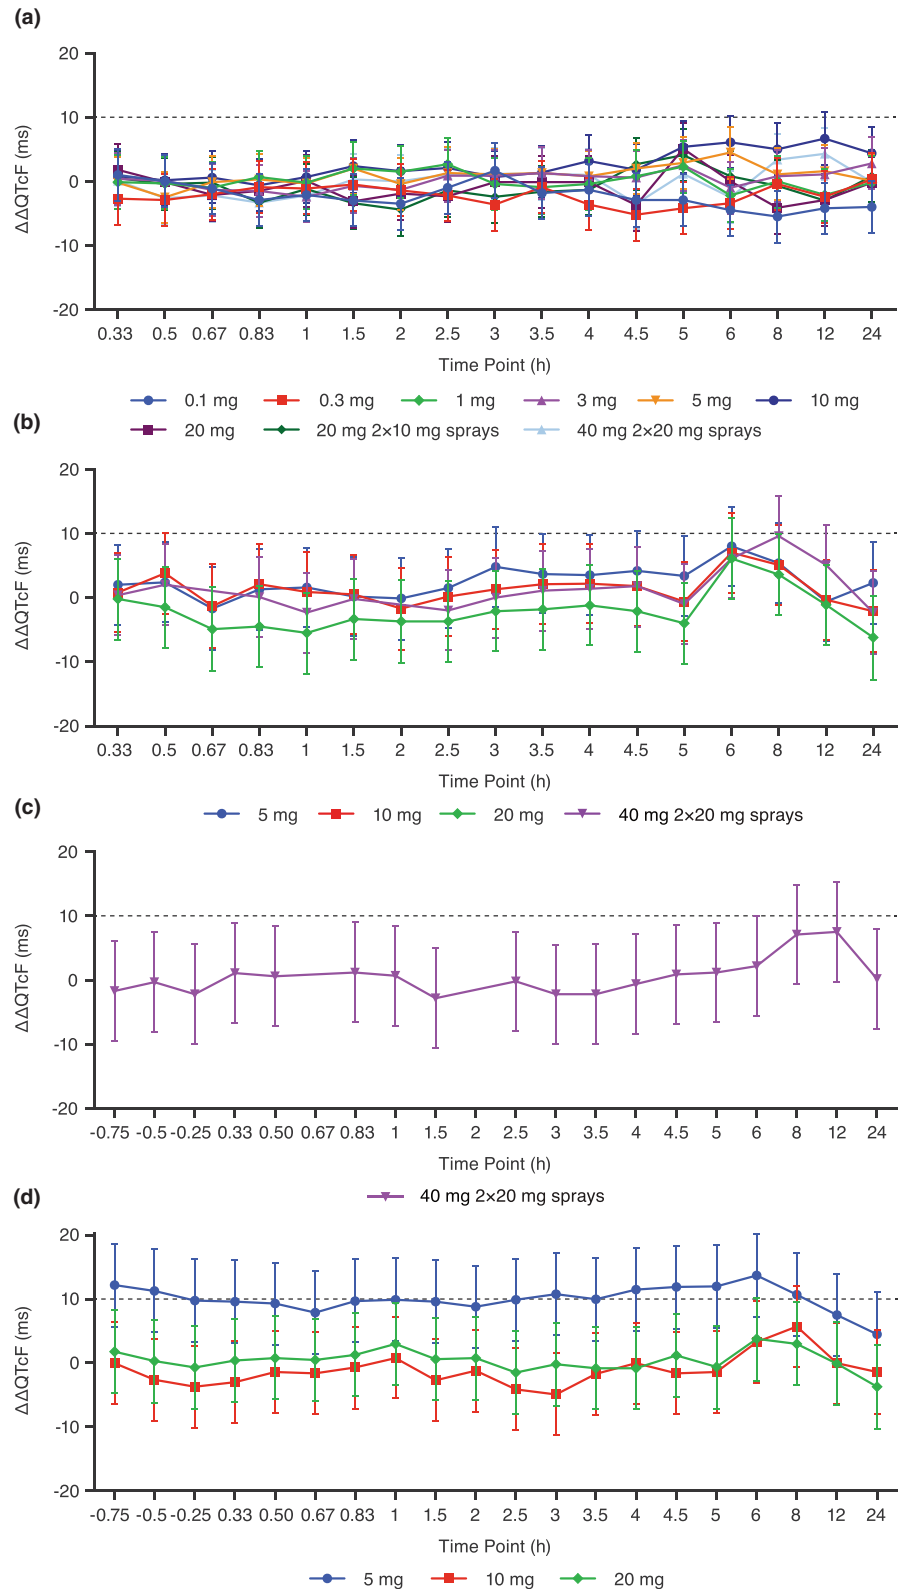 (a)
ΔΔQTcF (ms)
20
10
0
-10
-20
0.33 0.5 0.67 0.83 1 1.5 2 2.5 3 3.5 4 4.5 5 6 8 12 24
Time Point (h)
0.1 mg 0.3 mg 1 mg 3 mg 5 mg 10 mg
20 mg 20 mg 2×10 mg sprays 40 mg 2×20 mg sprays
(b)
ΔΔQTcF (ms)
20
10
0
-10
-20
0.33 0.5 0.67 0.83 1 1.5 2 2.5 3 3.5 4 4.5 5 6 8 12 24
Time Point (h)
5 mg 10 mg 20 mg 40 mg 2×20 mg sprays
(c)
ΔΔQTcF (ms)
20
10
0
-10
-20
-0.75 -0.5 -0.25 0.33 0.50 0.67 0.83 1 1.5 2 2.5 3 3.5 4 4.5 5 6 8 12 24
Time Point (h)
40 mg 2×20 mg sprays
(d)
ΔΔQTcF (ms)
20
10
0
-10
-20
-0.75 -0.5 -0.25 0.33 0.50 0.67 0.83 1 1.5 2 2.5 3 3.5 4 4.5 5 6 8 12 24
Time Point (h)
5 mg 10 mg 20 mg